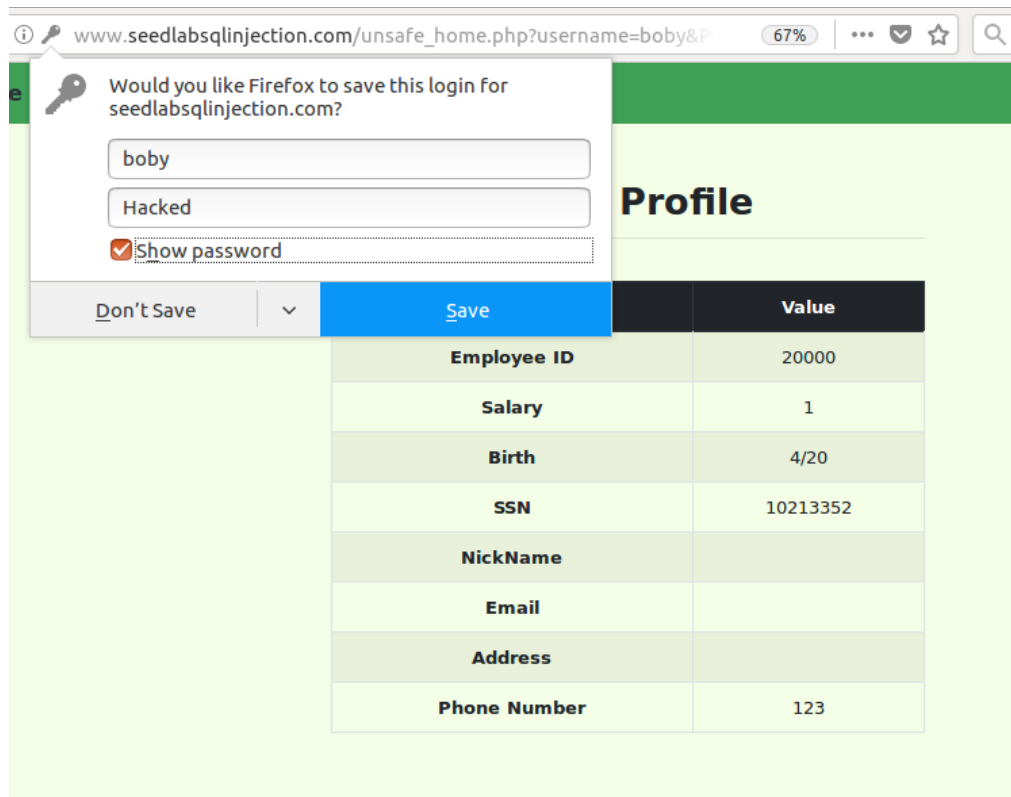 www.seedlabsqlinjection.com/unsafe_home.php?username=boby&P
67%
e
Would you like Firefox to save this login for
seedlabsqlinjection.com?
boby
Hacked
Show password
Don't Save
Save
Profile
Value
Employee ID 20000
Salary 1
Birth 4/20
SSN 10213352
NickName
Email
Address
Phone Number 123